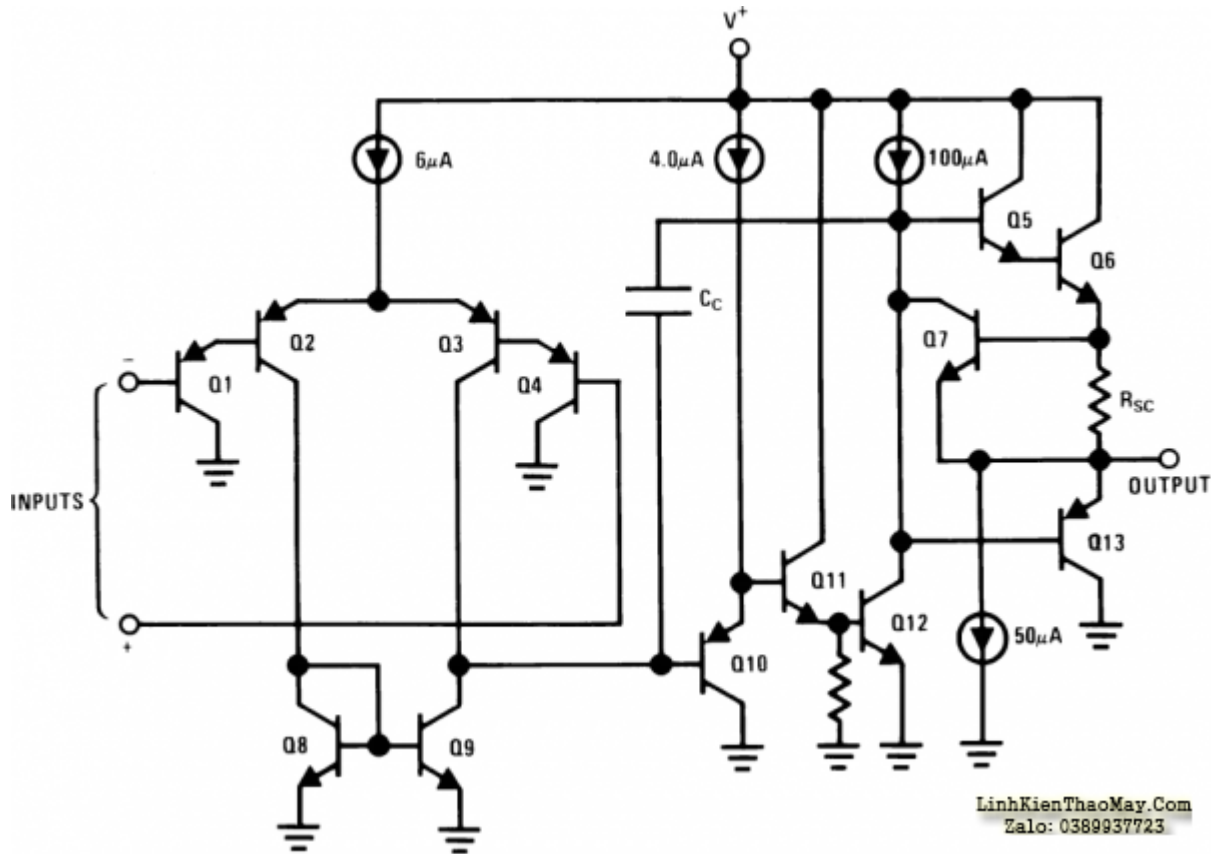 V+
6µA
4.0µA
100µA
Q5
Q6
CC
Q2
Q3
Q7
–
Q1
Q4
RSC
INPUTS
OUTPUT
Q13
Q11
Q12
50µA
+
Q10
Q8
Q9
LinhKienThaoMay.Com
Zalo: 0389937723